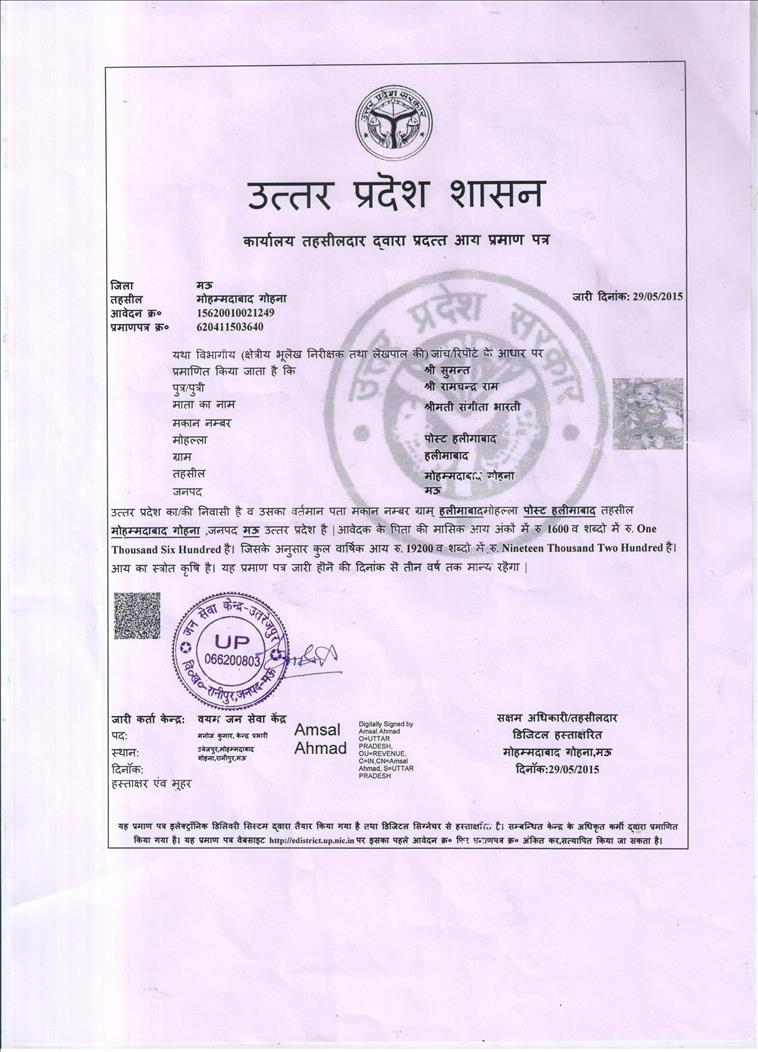 उत्तर प्रदेश सरकार
उत्तर प्रदेश शासन
कार्यालय तहसीलदार द्वारा प्रदत्त आय प्रमाण पत्र
जिला मऊ
तहसील मोहम्मदाबाद गोहना जारी दिनांक: 29/05/2015
आवेदन क्र० 15620010021249
प्रमाणपत्र क्र० 620411503640
उत्तर प्रदेश सरकार
यथा विभागीय (क्षेत्रीय भूलेख निरीक्षक तथा लेखपाल की) जांच/रिपोर्ट के आधार पर
प्रमाणित किया जाता है कि श्री सुमन्त
पुत्र/पुत्री श्री रामचन्द्र राम
माता का नाम श्रीमती संगीता भारती
मकान नम्बर
मोहल्ला पोस्ट हलीमाबाद
ग्राम हलीमाबाद
तहसील मोहम्मदाबाद गोहना
जनपद मऊ
उत्तर प्रदेश का/की निवासी है व उसका वर्तमान पता मकान नम्बर ग्राम् हलीमाबादमोहल्ला पोस्ट हलीमाबाद तहसील
मोहम्मदाबाद गोहना ,जनपद मऊ उत्तर प्रदेश है | आवेदक के पिता की मासिक आय अंकों में रु 1600 व शब्दो में रु. One
Thousand Six Hundred है। जिसके अनुसार कुल वार्षिक आय रु. 19200 व शब्दो में रु. Nineteen Thousand Two Hundred है।
आय का स्त्रोत कृषि है। यह प्रमाण पत्र जारी होने की दिनांक से तीन वर्ष तक मान्य रहेगा |
जन सेवा केन्द्र-उतरेजपुर
UP
066200803
वि०ख०-रानीपुर,जनपद-मऊ
जारी कर्ता केन्द्र: वयम जन सेवा केंद्र
पद: मनोज कुमार, केन्द्र प्रभारी
स्थान: उत्रेजपुर,मोहम्मदाबाद
गोहना,रानीपुर,मऊ
दिनॉक:
हस्ताक्षर एंव मूहर
Amsal
Ahmad
Digitally Signed by
Amsal Ahmad
O=UTTAR
PRADESH,
OU=REVENUE,
C=IN,CN=Amsal
Ahmad, S=UTTAR
PRADESH
सक्षम अधिकारी/तहसीलदार
डिजिटल हस्ताक्षरित
मोहम्मदाबाद गोहना,मऊ
दिनॉक:29/05/2015
यह प्रमाण पत्र इलेक्ट्रॉनिक डिलिवरी सिस्टम द्वारा तैयार किया गया है तथा डिजिटल सिग्नेचर से हस्ताक्षरित है। सम्बन्धित केन्द्र के अधिकृत कर्मी द्वारा प्रमाणित
किया गया है। यह प्रमाण पत्र वेबसाइट http://edistrict.up.nic.in पर इसका पहले आवेदन क्र० फिर प्रमाणपत्र क्र० अंकित कर,सत्यापित किया जा सकता है।